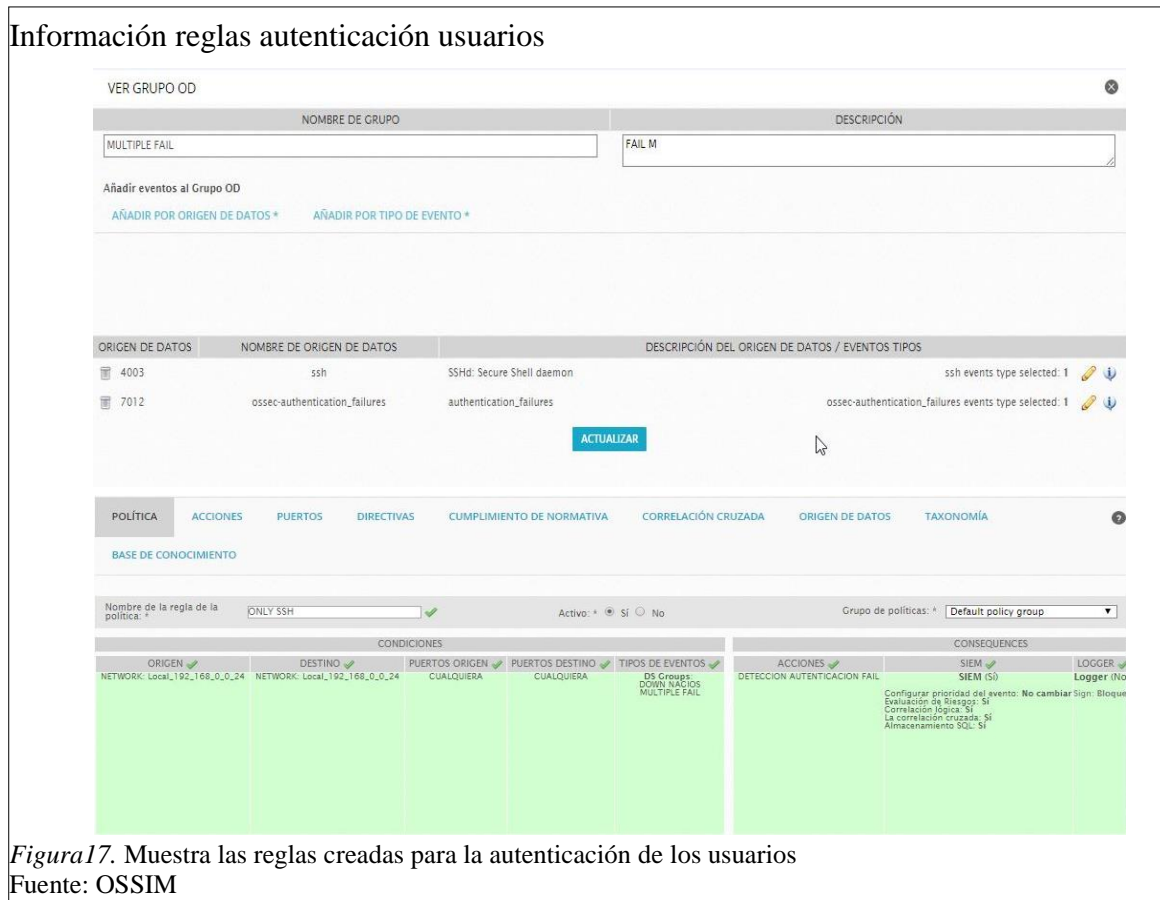 Información reglas autenticación usuarios
VER GRUPO OD
NOMBRE DE GRUPO DESCRIPCIÓN
MULTIPLE FAIL FAIL M
Añadir eventos al Grupo OD
AÑADIR POR ORIGEN DE DATOS * AÑADIR POR TIPO DE EVENTO *
ORIGEN DE DATOS NOMBRE DE ORIGEN DE DATOS DESCRIPCIÓN DEL ORIGEN DE DATOS / EVENTOS TIPOS
4003 ssh SSHd: Secure Shell daemon ssh events type selected: 1
7012 ossec-authentication_failures authentication_failures ossec-authentication_failures events type selected: 1
ACTUALIZAR
POLÍTICA ACCIONES PUERTOS DIRECTIVAS CUMPLIMIENTO DE NORMATIVA CORRELACIÓN CRUZADA ORIGEN DE DATOS TAXONOMÍA
BASE DE CONOCIMIENTO
Nombre de la regla de la
política: * ONLY SSH Activo: * Sí No Grupo de políticas: * Default policy group
CONDICIONES CONSEQUENCES
ORIGEN DESTINO PUERTOS ORIGEN PUERTOS DESTINO TIPOS DE EVENTOS ACCIONES SIEM LOGGER
NETWORK: Local_192_168_0_0_24 NETWORK: Local_192_168_0_0_24 CUALQUIERA CUALQUIERA DS Groups: DETECCION AUTENTICACION FAIL SIEM (Sí) Logger (No
DOWN NAGIOS
MULTIPLE FAIL
Configurar prioridad del evento: No cambiar Sign: Bloque
Evaluación de Riesgos: Sí
Correlación lógica: Sí
La correlación cruzada: Sí
Almacenamiento SQL: Sí
Figura17. Muestra las reglas creadas para la autenticación de los usuarios
Fuente: OSSIM